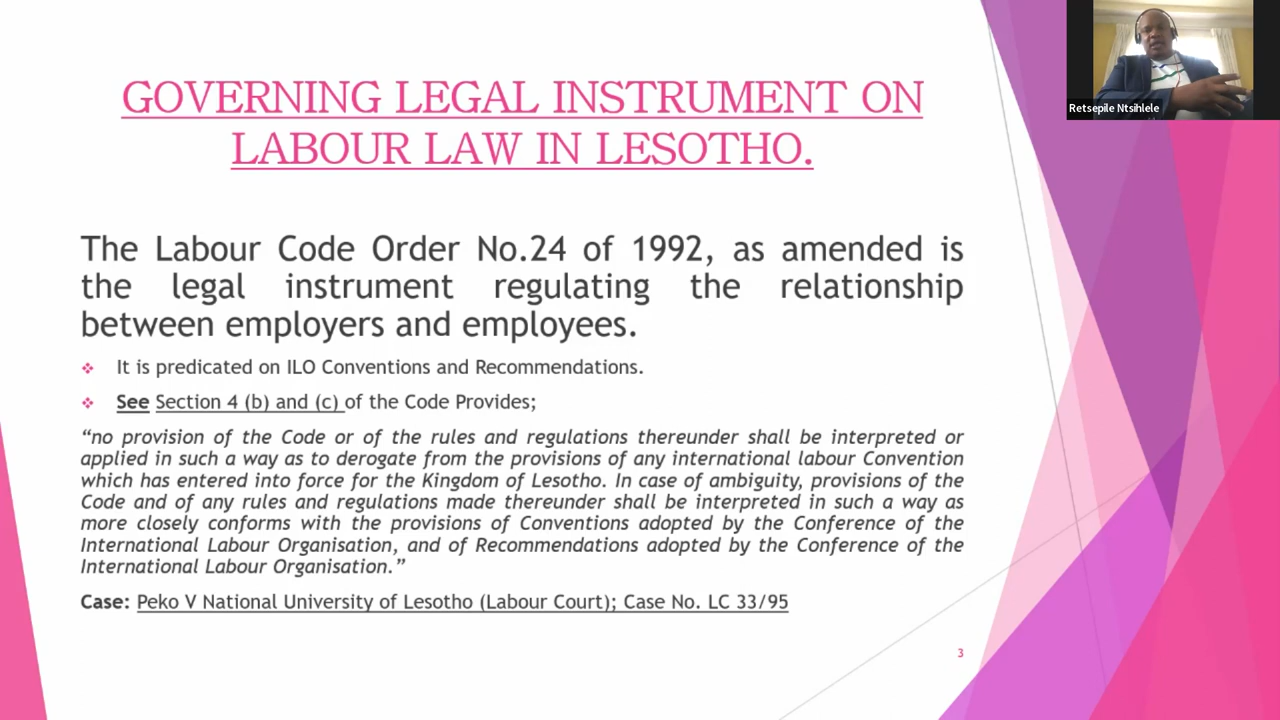 GOVERNING LEGAL INSTRUMENT ON
LABOUR LAW IN LESOTHO.
Retsepile Ntsihlele
The Labour Code Order No.24 of 1992, as amended is
the legal instrument regulating the relationship
between employers and employees.
❖ It is predicated on ILO Conventions and Recommendations.
❖ See Section 4 (b) and (c) of the Code Provides;
“no provision of the Code or of the rules and regulations thereunder shall be interpreted or
applied in such a way as to derogate from the provisions of any international labour Convention
which has entered into force for the Kingdom of Lesotho. In case of ambiguity, provisions of the
Code and of any rules and regulations made thereunder shall be interpreted in such a way as
more closely conforms with the provisions of Conventions adopted by the Conference of the
International Labour Organisation, and of Recommendations adopted by the Conference of the
International Labour Organisation.”
Case: Peko V National University of Lesotho (Labour Court); Case No. LC 33/95
3